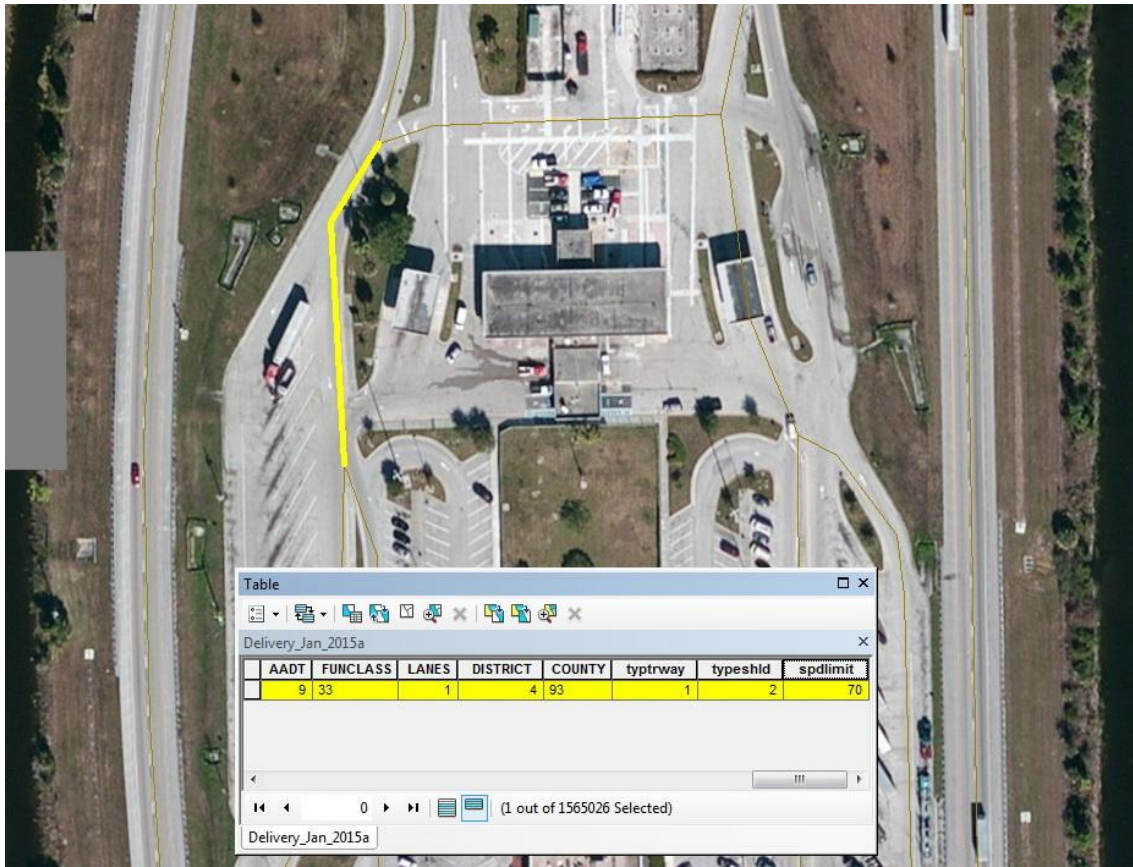 Table
Delivery_Jan_2015a
AADT FUNCLASS LANES DISTRICT COUNTY typtrway typeshld spdlimit
9 33 1 4 93 1 2 70
0 (1 out of 1565026 Selected)
Delivery_Jan_2015a